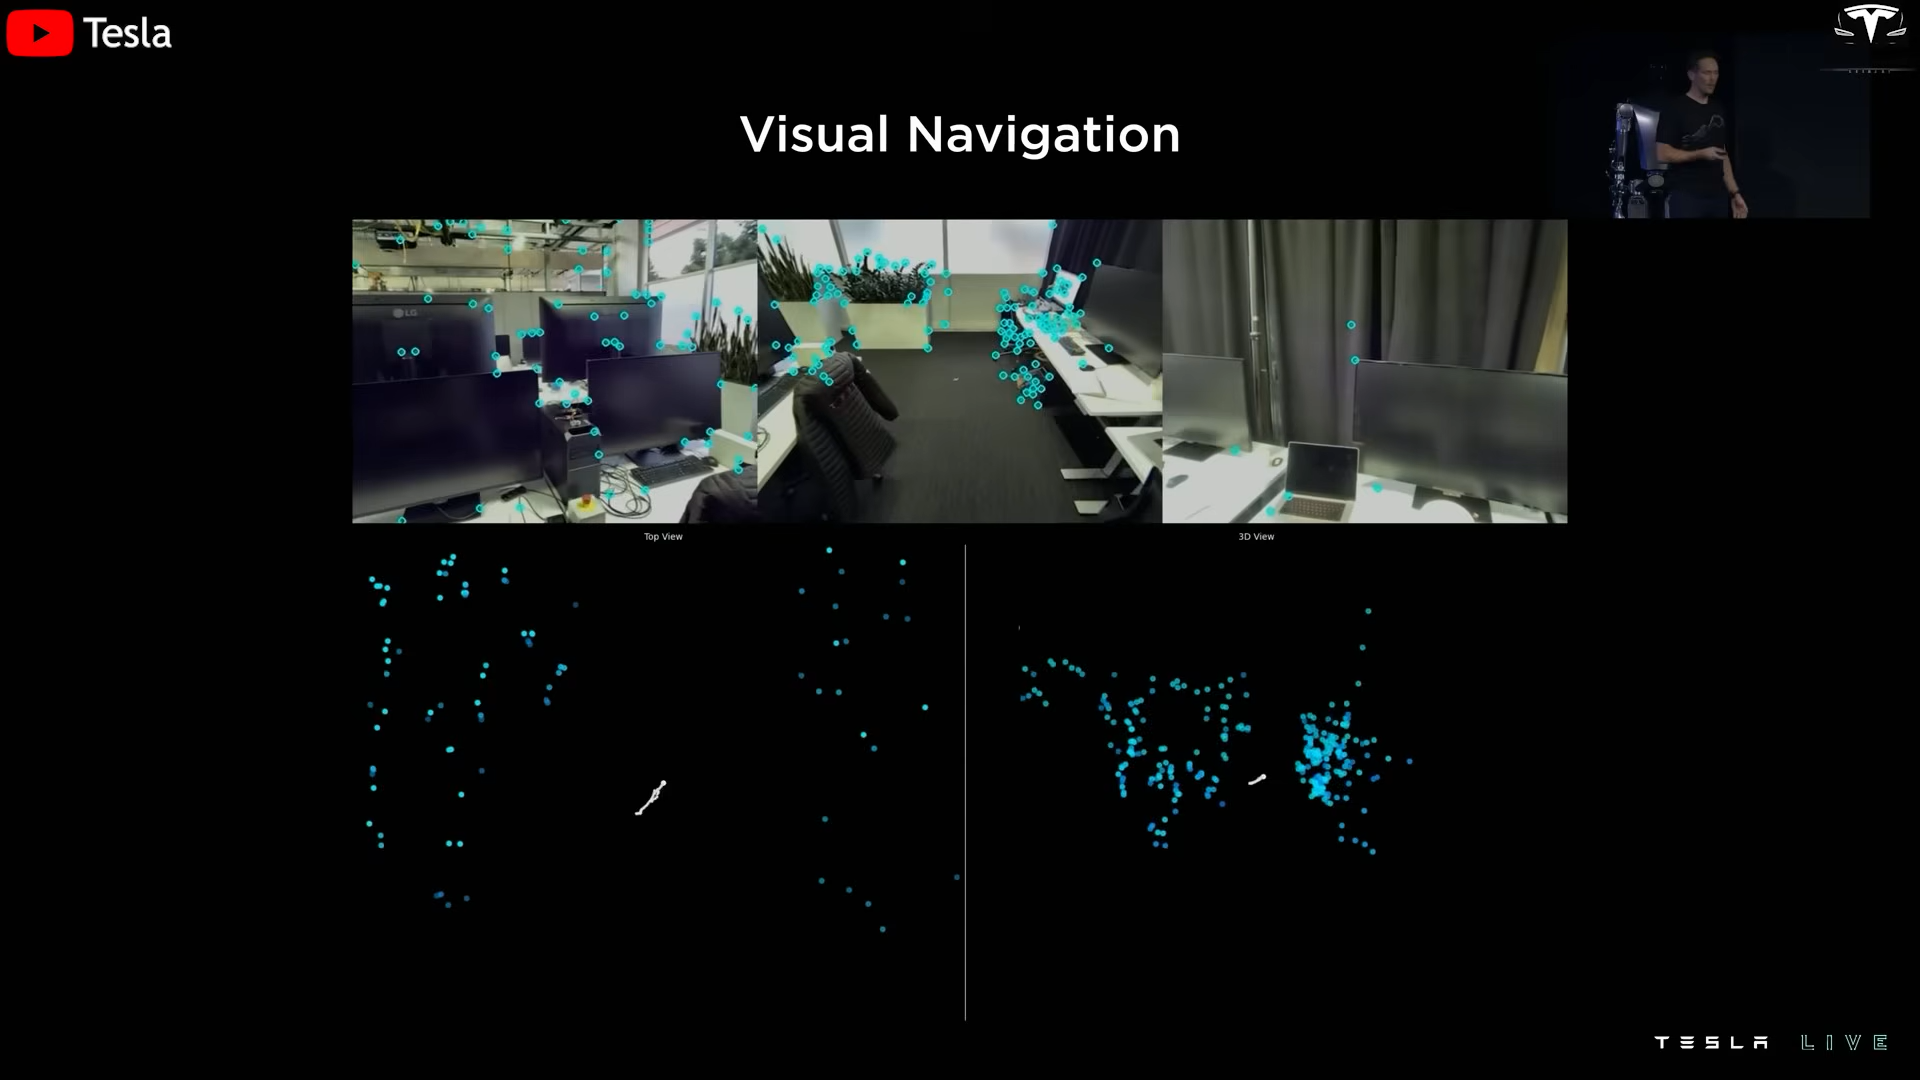 Tesla
Visual Navigation
LG
Top View
3D View
TESLA LIVE